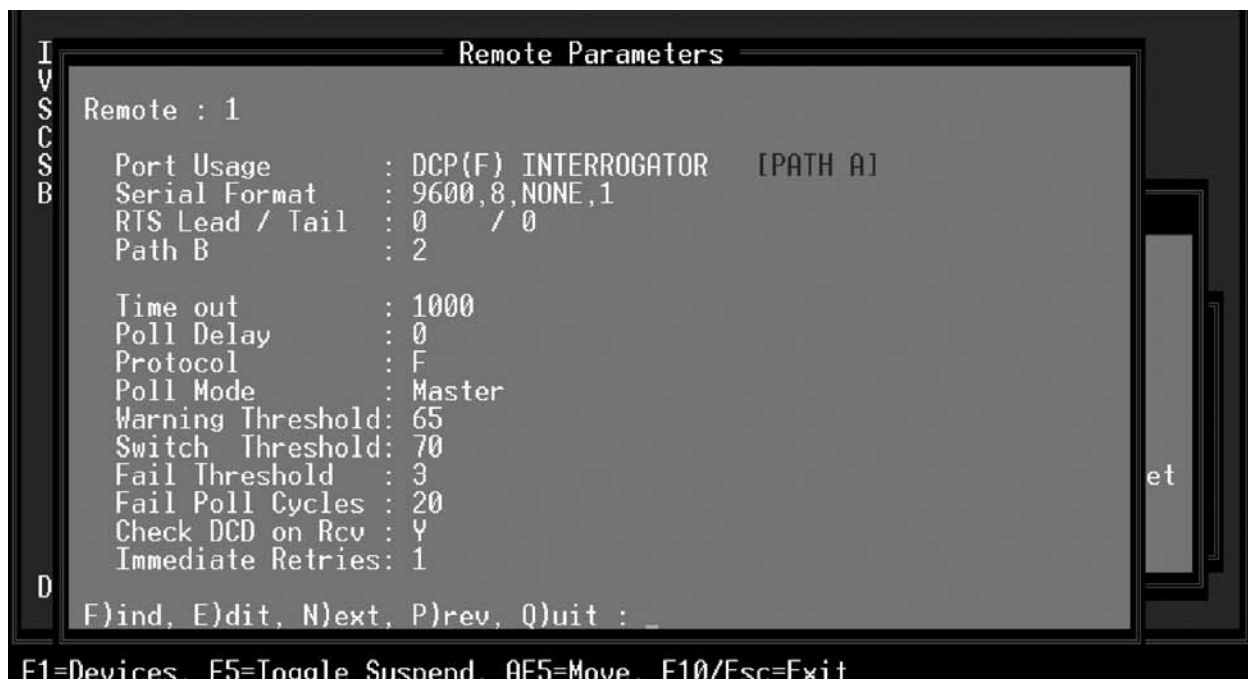 Remote Parameters
I
V
S
C
S
B
D
Remote : 1
Port Usage : DCP(F) INTERROGATOR [PATH A]
Serial Format : 9600,8,NONE,1
RTS Lead / Tail : 0 / 0
Path B : 2
Time out : 1000
Poll Delay : 0
Protocol : F
Poll Mode : Master
Warning Threshold: 65
Switch Threshold: 70
Fail Threshold : 3
Fail Poll Cycles : 20
Check DCD on Rcv : Y
Immediate Retries: 1
et
F)ind, E)dit, N)ext, P)rev, Q)uit : _
F1=Devices, F5=Toggle Suspend, AF5=Move, F10/Esc=Exit